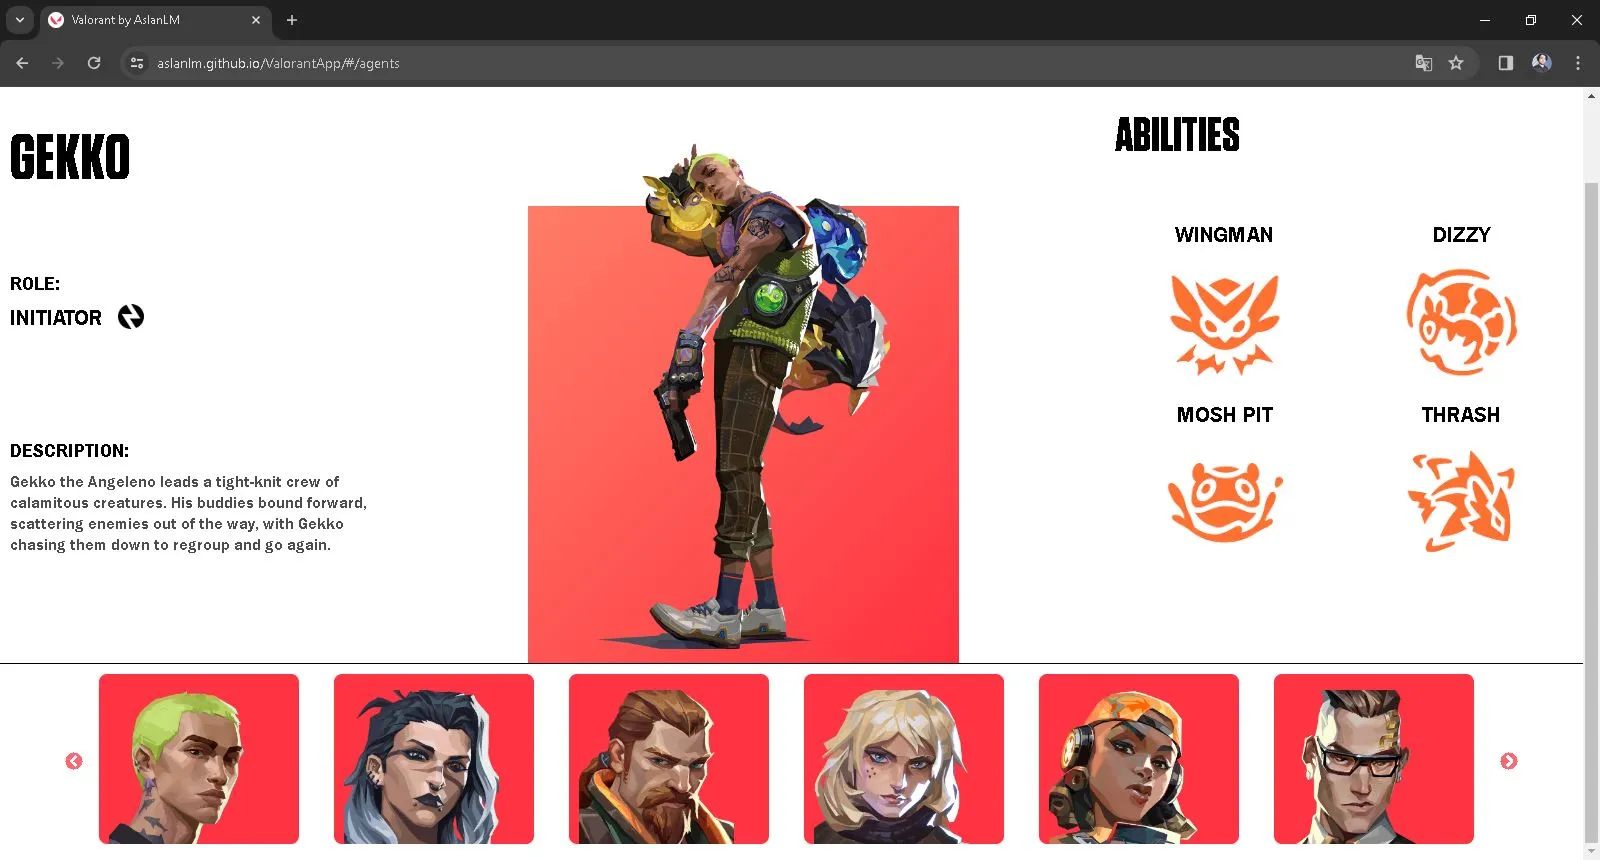 Valorant by AslanLM
aslanlm.github.io/ValorantApp/#/agents
GEKKO
ROLE:
INITIATOR
DESCRIPTION:
Gekko the Angeleno leads a tight-knit crew of
calamitous creatures. His buddies bound forward,
scattering enemies out of the way, with Gekko
chasing them down to regroup and go again.
ABILITIES
WINGMAN
DIZZY
MOSH PIT
THRASH